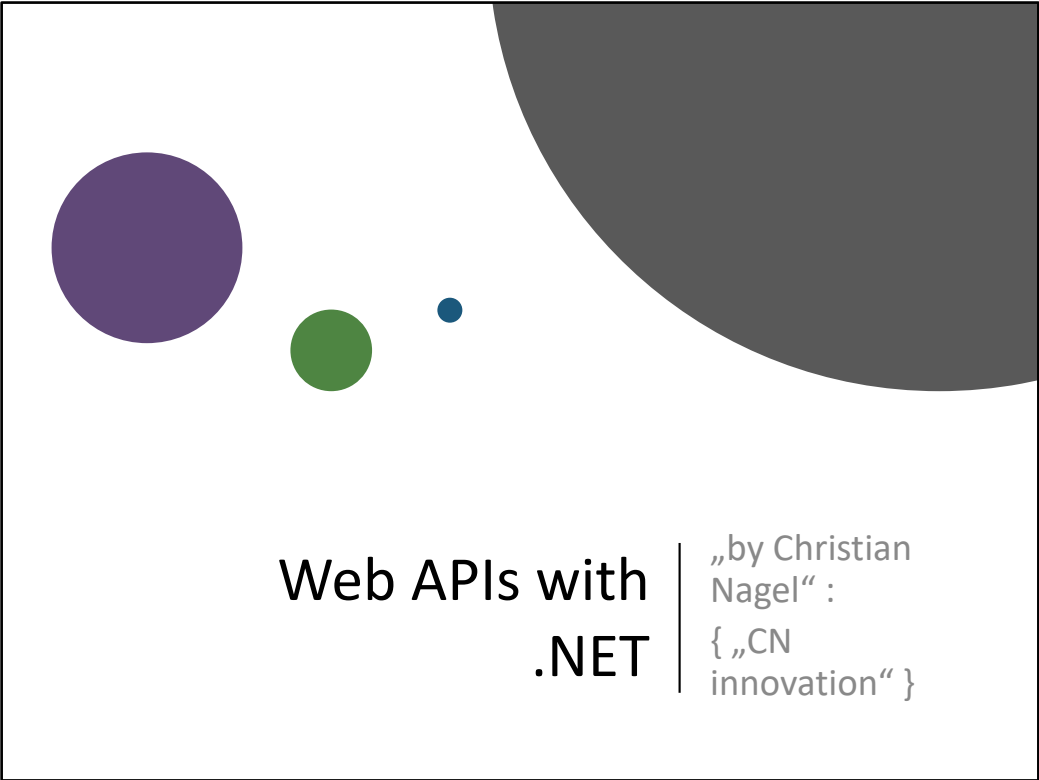 Web APIs with
.NET
„by Christian
Nagel“ :
{ „CN
innovation“ }